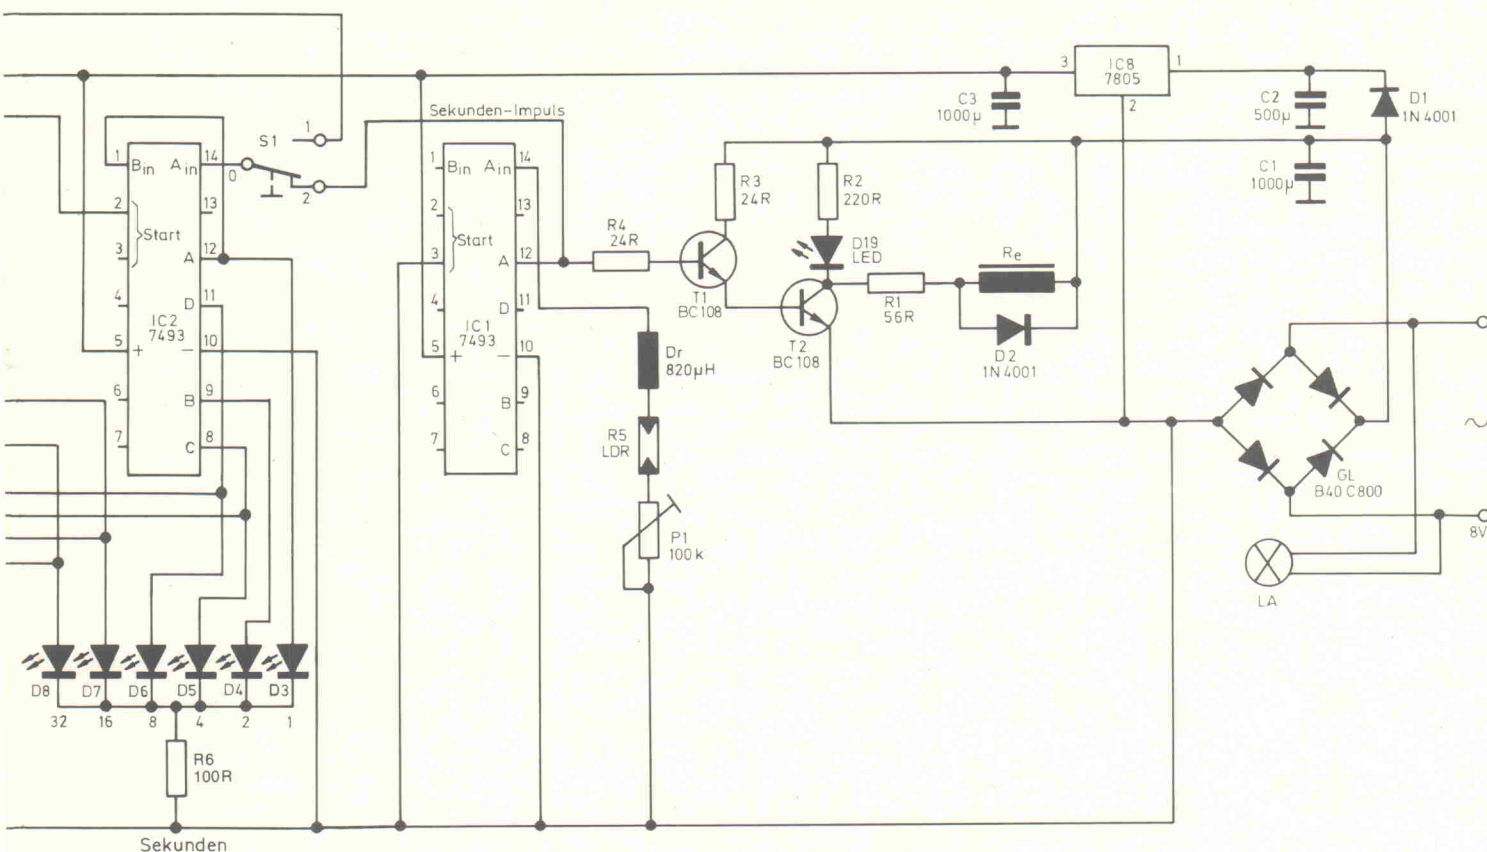 3
IC8
7805
1
2
C3
1000µ
C2
500µ
D1
1N 4001
C1
1000µ
Sekunden-Impuls
S1
1
0
2
1
Bin
Ain
14
2
Start
13
3
A
12
4
D
11
IC2
7493
5
+
−
10
6
B
9
7
C
8
1
Bin
Ain
14
2
Start
13
3
A
12
4
D
11
IC1
7493
5
+
−
10
6
B
9
7
C
8
R4
24R
R3
24R
R2
220R
D19
LED
T1
BC108
T2
BC108
R1
56R
Re
D2
1N 4001
Dr
820µH
R5
LDR
P1
100k
GL
B40 C800
~
8V
LA
D8
D7
D6
D5
D4
D3
32
16
8
4
2
1
R6
100R
Sekunden